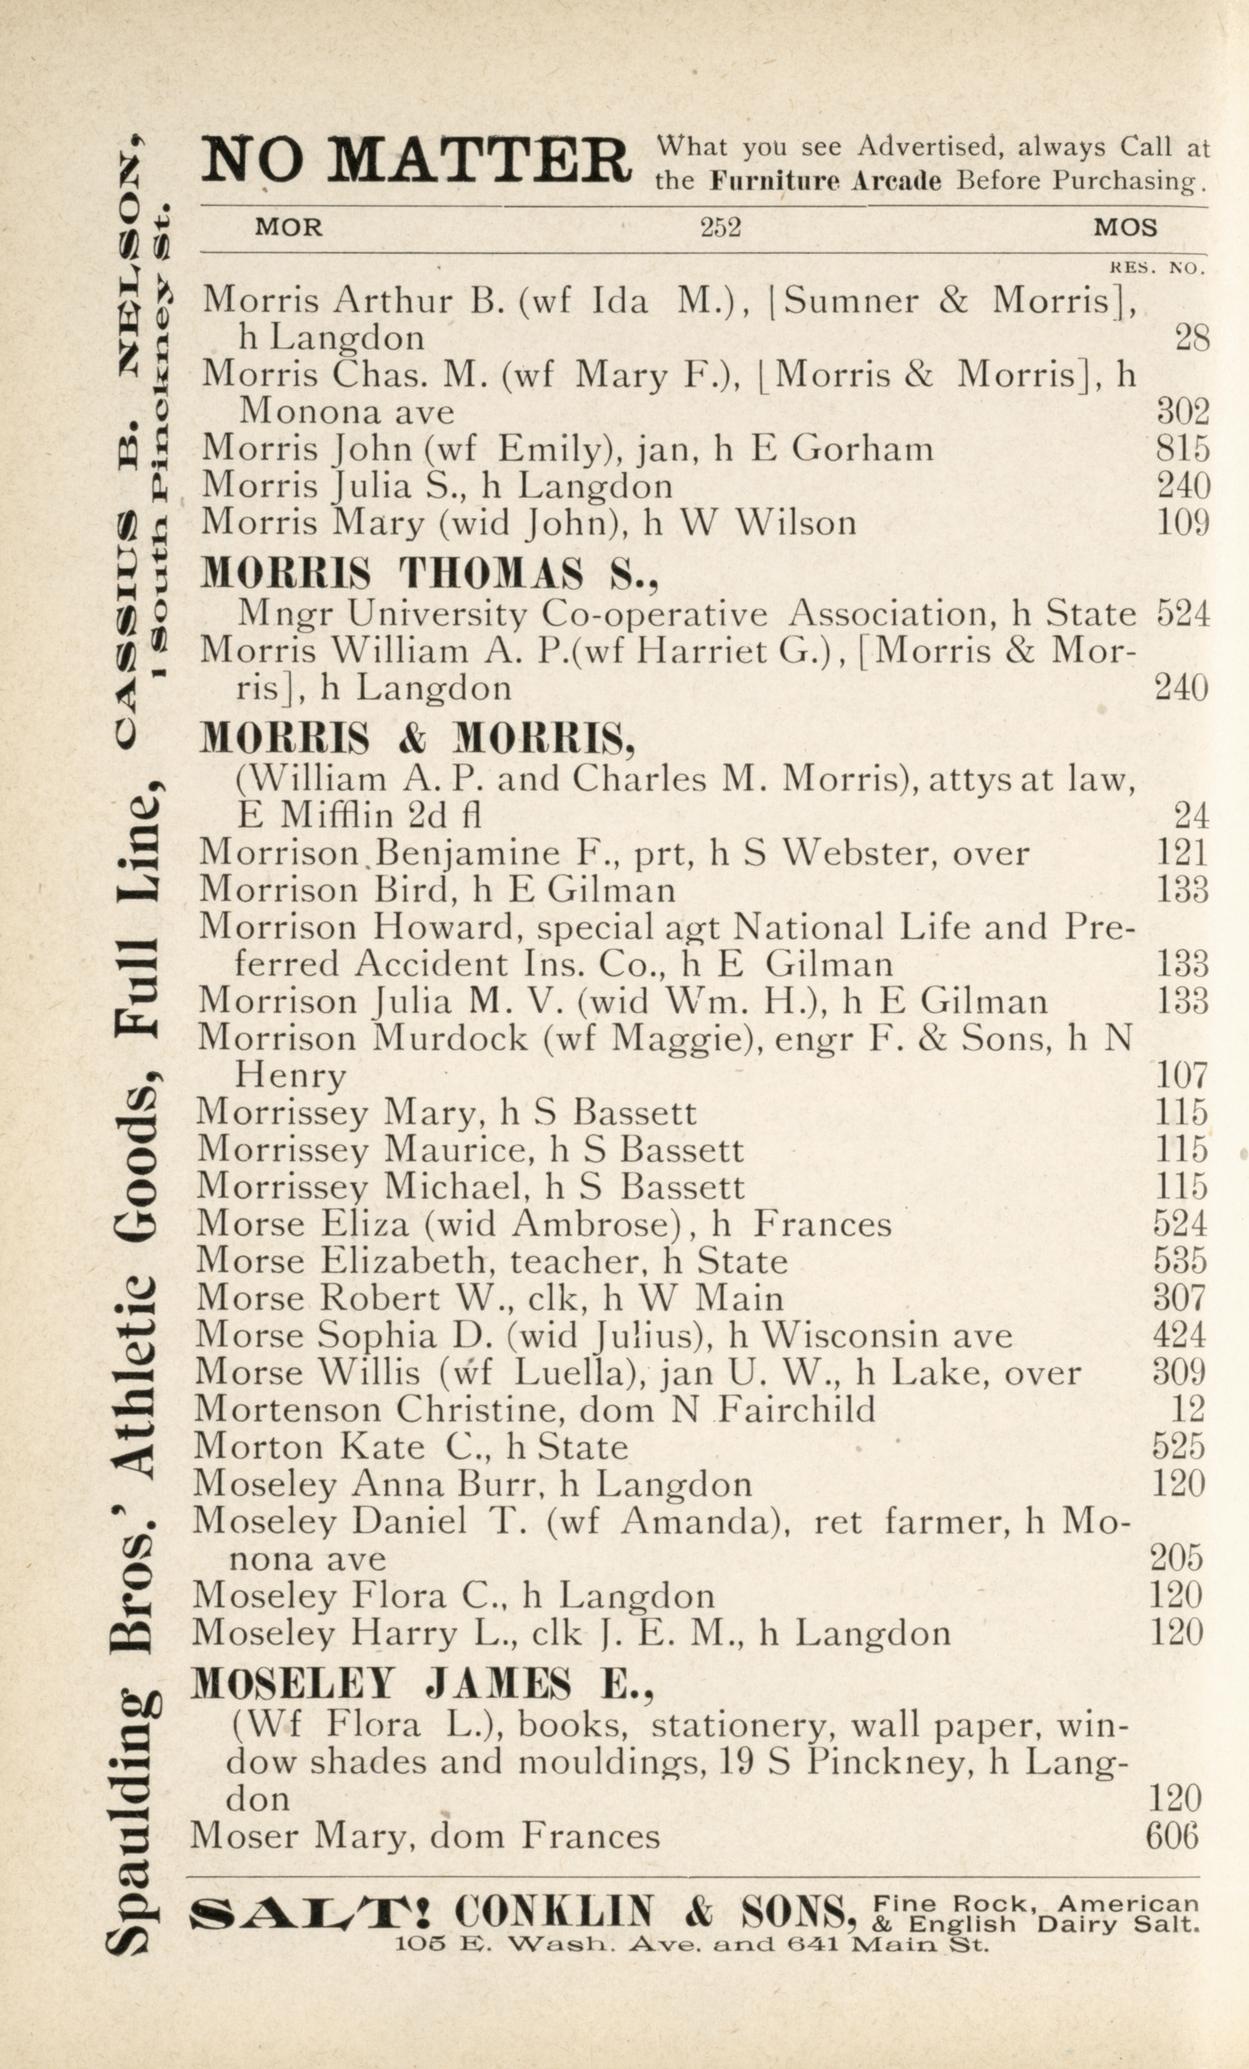 NO MATTER What you see Advertised, always Call at
the Furniture Arcade Before Purchasing.
MOR 252 MOS
RES. NO.
Morris Arthur B. (wf Ida M.), [Sumner & Morris],
h Langdon 28
Morris Chas. M. (wf Mary F.), [Morris & Morris], h
Monona ave 302
Morris John (wf Emily), jan, h E Gorham 815
Morris Julia S., h Langdon 240
Morris Mary (wid John), h W Wilson 109
MORRIS THOMAS S.,
Mngr University Co-operative Association, h State 524
Morris William A. P.(wf Harriet G.), [Morris & Mor-
ris], h Langdon 240
MORRIS & MORRIS,
(William A. P. and Charles M. Morris), attys at law,
E Mifflin 2d fl 24
Morrison Benjamine F., prt, h S Webster, over 121
Morrison Bird, h E Gilman 133
Morrison Howard, special agt National Life and Pre-
ferred Accident Ins. Co., h E Gilman 133
Morrison Julia M. V. (wid Wm. H.), h E Gilman 133
Morrison Murdock (wf Maggie), engr F. & Sons, h N
Henry 107
Morrissey Mary, h S Bassett 115
Morrissey Maurice, h S Bassett 115
Morrissey Michael, h S Bassett 115
Morse Eliza (wid Ambrose), h Frances 524
Morse Elizabeth, teacher, h State 535
Morse Robert W., clk, h W Main 307
Morse Sophia D. (wid Julius), h Wisconsin ave 424
Morse Willis (wf Luella), jan U. W., h Lake, over 309
Mortenson Christine, dom N Fairchild 12
Morton Kate C., h State 525
Moseley Anna Burr, h Langdon 120
Moseley Daniel T. (wf Amanda), ret farmer, h Mo-
nona ave 205
Moseley Flora C., h Langdon 120
Moseley Harry L., clk J. E. M., h Langdon 120
MOSELEY JAMES E.,
(Wf Flora L.), books, stationery, wall paper, win-
dow shades and mouldings, 19 S Pinckney, h Lang-
don 120
Moser Mary, dom Frances 606
SALT! CONKLIN & SONS, Fine Rock, American
& English Dairy Salt.
105 E. Wash. Ave. and 641 Main St.
Spaulding Bros.' Athletic Goods, Full Line, CASSIUS B. NELSON,
1 South Pinckney St.